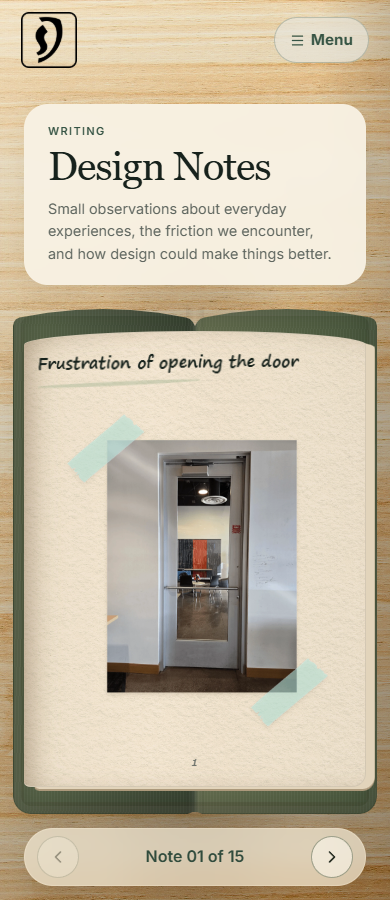 Menu
WRITING
Design Notes
Small observations about everyday
experiences, the friction we encounter,
and how design could make things better.
Frustration of opening the door
1
Note 01 of 15